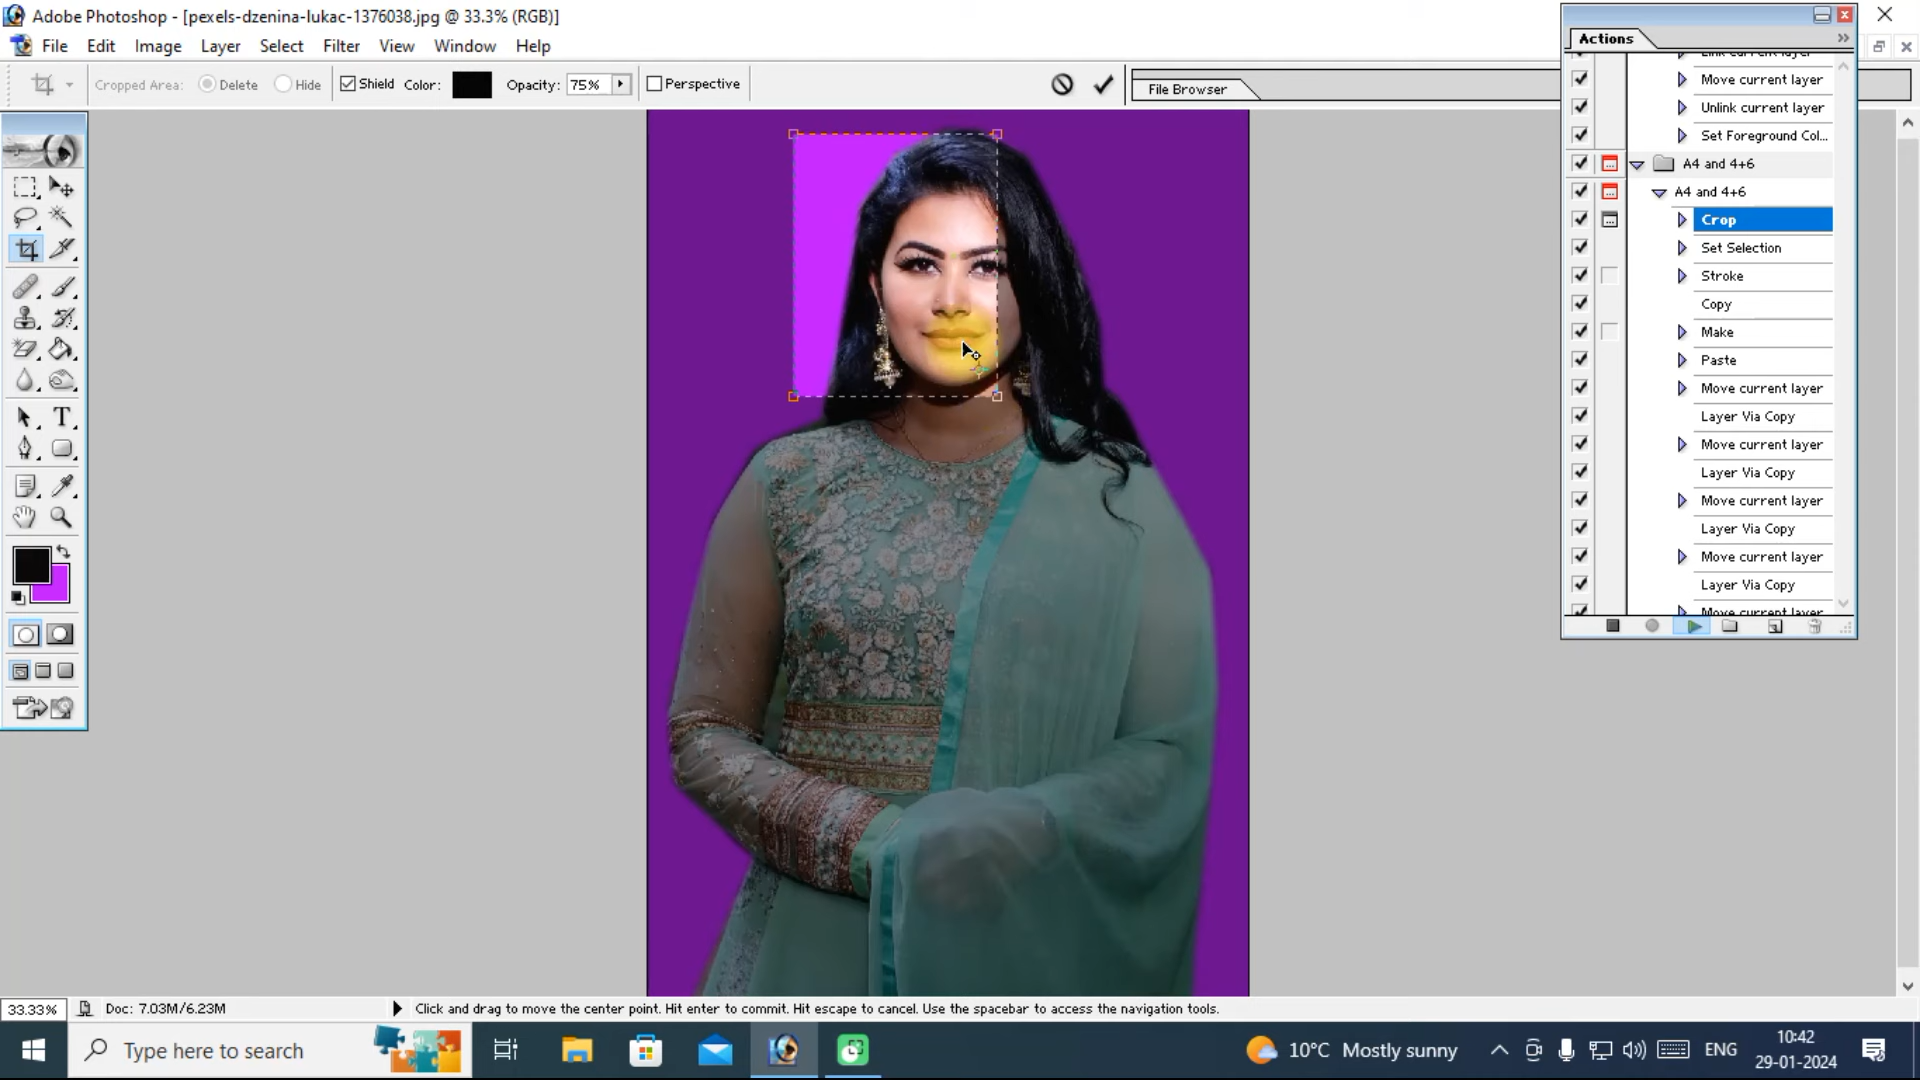 Adobe Photoshop - [pexels-dzenina-lukac-1376038.jpg @ 33.3% (RGB)]
File Edit Image Layer Select Filter View Window Help
Cropped Area: Delete Hide Shield Color: Opacity: 75% Perspective
File Browser
Actions
Move current layer
Unlink current layer
Set Foreground Col...
A4 and 4+6
A4 and 4+6
Crop
Set Selection
Stroke
Copy
Make
Paste
Move current layer
Layer Via Copy
Move current layer
Layer Via Copy
Move current layer
Layer Via Copy
Move current layer
Layer Via Copy
Move current layer
33.33% Doc: 7.03M/6.23M Click and drag to move the center point. Hit enter to commit. Hit escape to cancel. Use the spacebar to access the navigation tools.
Type here to search
10°C Mostly sunny
ENG
10:42
29-01-2024